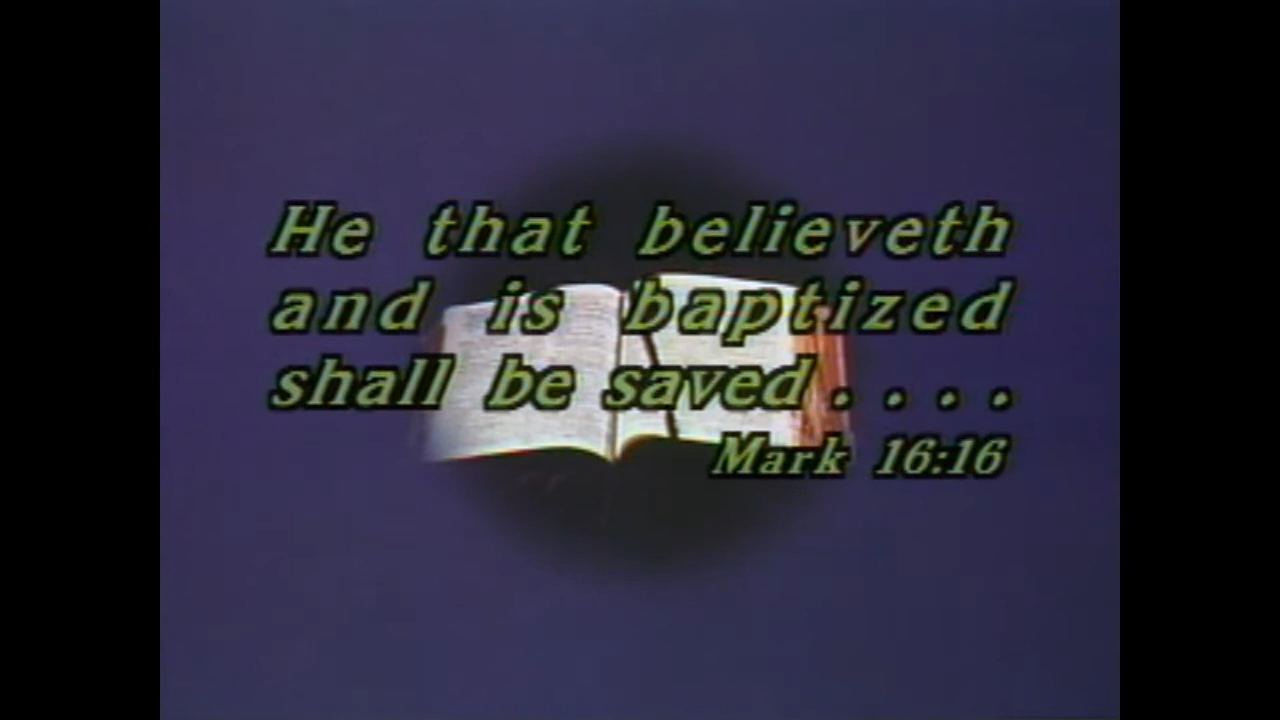 He that believeth
and is baptized
shall be saved....
Mark 16:16